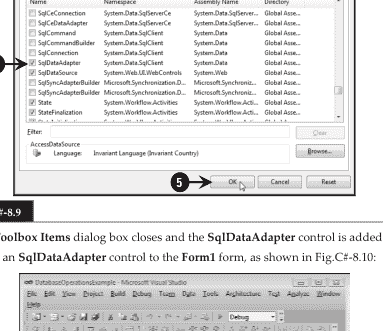 Name Namespace Assembly Name Directory
SqlCeConnection System.Data.SqlServerCe System.Data.SqlServer... Global Asse...
SqlCeDataAdapter System.Data.SqlServerCe System.Data.SqlServer... Global Asse...
SqlCommand System.Data.SqlClient System.Data Global Asse...
SqlCommandBuilder System.Data.SqlClient System.Data Global Asse...
SqlConnection System.Data.SqlClient System.Data Global Asse...
SqlDataAdapter System.Data.SqlClient System.Data Global Asse...
SqlDataSource System.Web.UI.WebControls System.Web Global Asse...
SqlSyncAdapterBuilder Microsoft.Synchronization.D... Microsoft.Synchroniz... Global Asse...
SqlSyncAdapterBuilder Microsoft.Synchronization.D... Microsoft.Synchroniz... Global Asse...
State System.Workflow.Activities System.Workflow.Acti... Global Asse...
StateFinalization System.Workflow.Activities System.Workflow.Acti... Global Asse...
Filter: Clear
AccessDataSource
Language: Invariant Language (Invariant Country)
Browse...
5 OK Cancel Reset
#-8.9
Toolbox Items dialog box closes and the SqlDataAdapter control is added
an SqlDataAdapter control to the Form1 form, as shown in Fig.C#-8.10:
DatabaseOperationsExample - Microsoft Visual Studio
File Edit View Project Build Debug Team Data Tools Architecture Test Analyze Window
Help
Debug